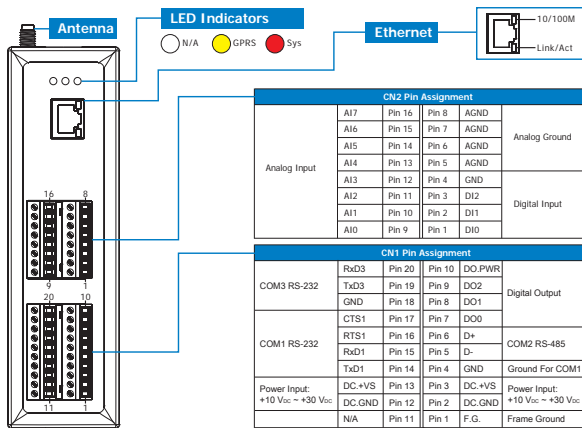 Antenna
LED Indicators
N/A GPRS Sys
Ethernet
10/100M
Link/Act
16 8
9 1
20 10
11 1
CN2 Pin Assignment
Analog Input
AI7 Pin 16 Pin 8 AGND
AI6 Pin 15 Pin 7 AGND
AI5 Pin 14 Pin 6 AGND
AI4 Pin 13 Pin 5 AGND
Analog Ground
AI3 Pin 12 Pin 4 GND
AI2 Pin 11 Pin 3 DI2
AI1 Pin 10 Pin 2 DI1
AI0 Pin 9 Pin 1 DI0
Digital Input
CN1 Pin Assignment
COM3 RS-232
RxD3 Pin 20 Pin 10 DO.PWR
TxD3 Pin 19 Pin 9 DO2
GND Pin 18 Pin 8 DO1
Digital Output
COM1 RS-232
CTS1 Pin 17 Pin 7 DO0
RTS1 Pin 16 Pin 6 D+
RxD1 Pin 15 Pin 5 D-
COM2 RS-485
TxD1 Pin 14 Pin 4 GND Ground For COM1
Power Input:
+10 VDC ~ +30 VDC
DC.+VS Pin 13 Pin 3 DC.+VS
DC.GND Pin 12 Pin 2 DC.GND
Power Input:
+10 VDC ~ +30 VDC
N/A Pin 11 Pin 1 F.G. Frame Ground